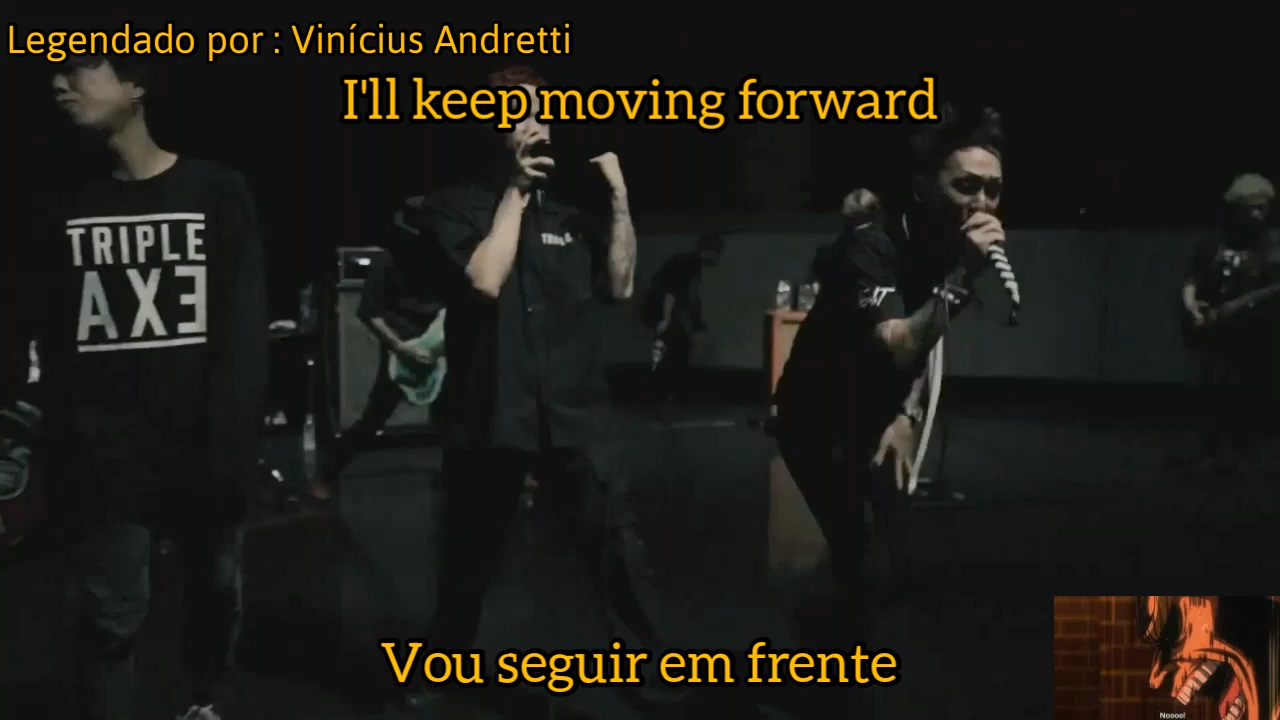 Legendado por : Vinícius Andretti
I'll keep moving forward
TRIPLE
AXE
Vou seguir em frente
Noooo!